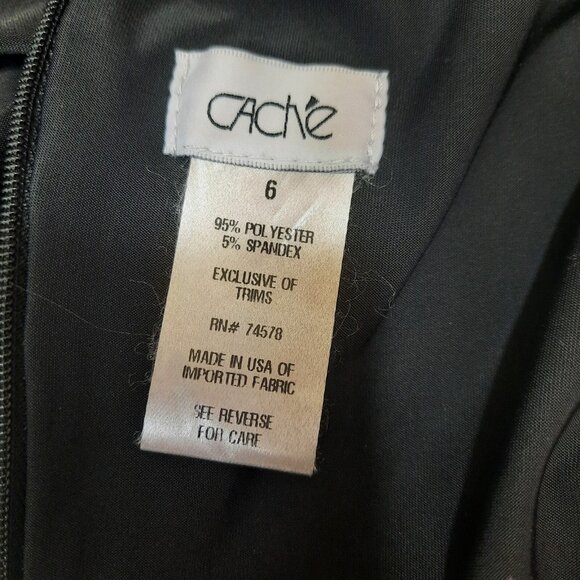 CACH'E
6
95% POLYESTER
5% SPANDEX
EXCLUSIVE OF
TRIMS
RN# 74578
MADE IN USA OF
IMPORTED FABRIC
SEE REVERSE
FOR CARE